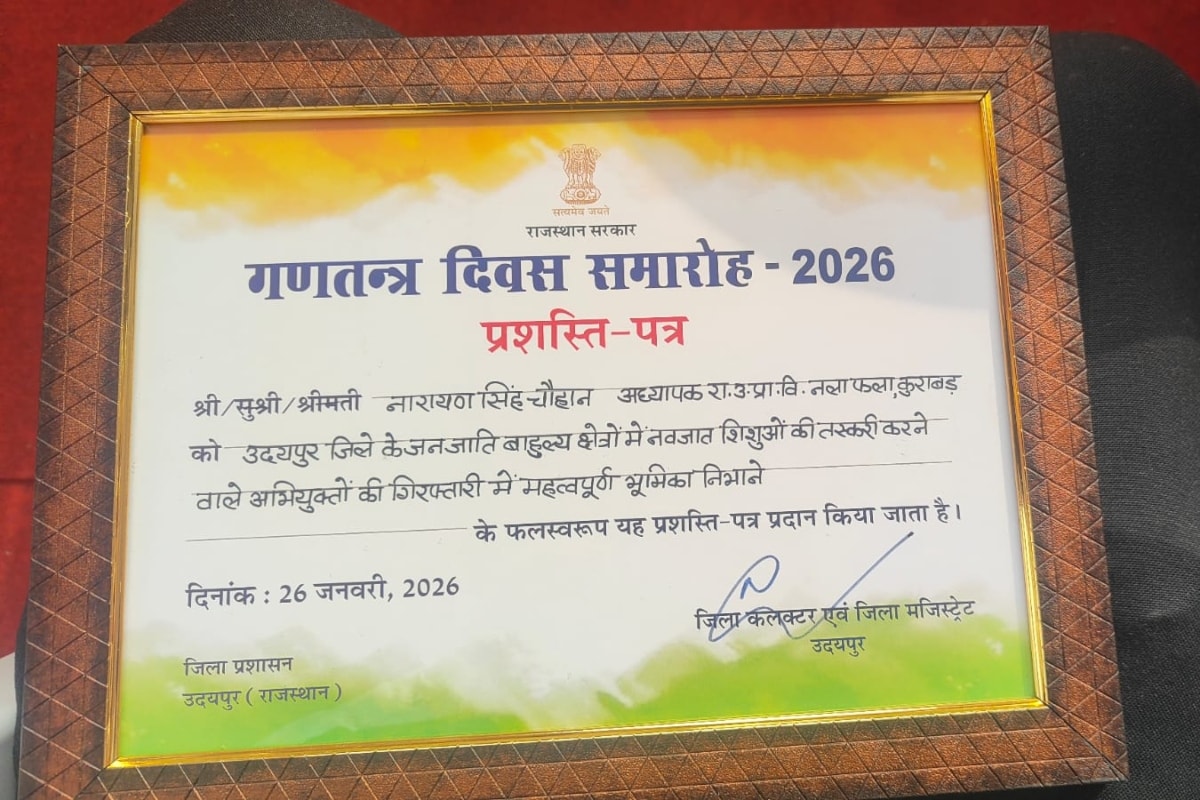 सत्यमेव जयते
राजस्थान सरकार
गणतन्त्र दिवस समारोह - 2026
प्रशस्ति-पत्र
श्री/सुश्री/श्रीमती नारायण सिंह चौहान अध्यापक रा.उ.प्रा.वि. नला फला, कुराबड़
को उदयपुर जिले के जनजाति बाहुल्य क्षेत्रों में नवजात शिशुओं की तस्करी करने
वाले अभियुक्तों की गिरफ्तारी में महत्वपूर्ण भूमिका निभाने
के फलस्वरूप यह प्रशस्ति-पत्र प्रदान किया जाता है।
दिनांक : 26 जनवरी, 2026
जिला कलक्टर एवं जिला मजिस्ट्रेट
उदयपुर
जिला प्रशासन
उदयपुर ( राजस्थान )